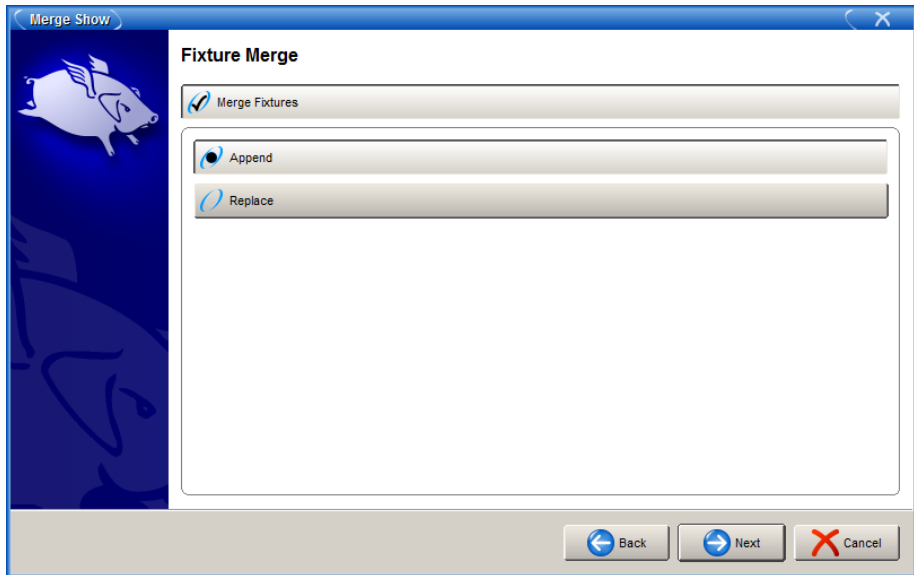 Merge Show
Fixture Merge
Merge Fixtures
Append
Replace
Back
Next
Cancel